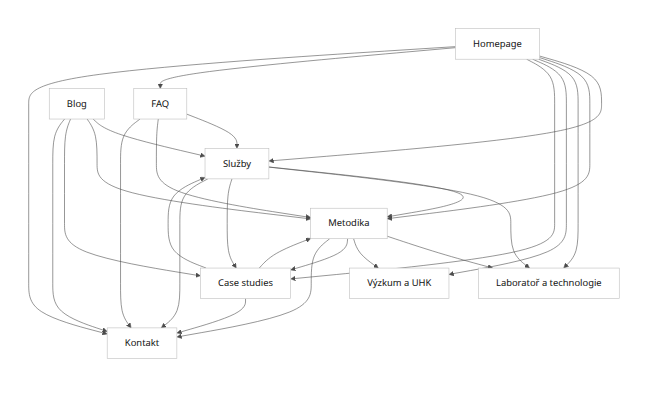 Homepage
Blog
FAQ
Služby
Metodika
Case studies
Výzkum a UHK
Laboratoř a technologie
Kontakt